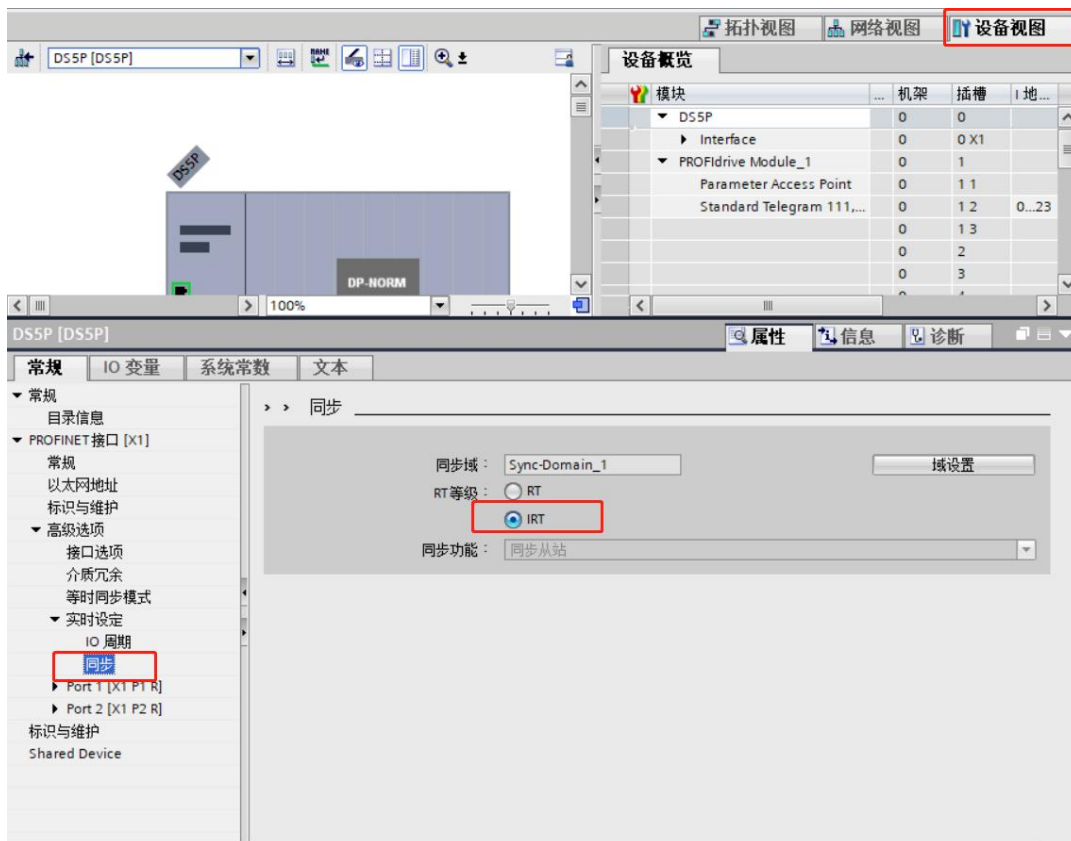 拓扑视图 网络视图 设备视图
DS5P [DS5P]
设备概览
模块 ... 机架 插槽 I 地...
DS5P 0 0
Interface 0 0 X1
PROFIdrive Module_1 0 1
Parameter Access Point 0 1 1
Standard Telegram 111,... 0 1 2 0...23
0 1 3
0 2
0 3
DS5P
DP-NORM
100%
DS5P [DS5P]
属性 信息 诊断
常规 IO 变量 系统常数 文本
常规
目录信息
PROFINET接口 [X1]
常规
以太网地址
标识与维护
高级选项
接口选项
介质冗余
等时同步模式
实时设定
IO 周期
同步
Port 1 [X1 P1 R]
Port 2 [X1 P2 R]
标识与维护
Shared Device
> > 同步
同步域： Sync-Domain_1 域设置
RT等级： RT
IRT
同步功能： 同步从站